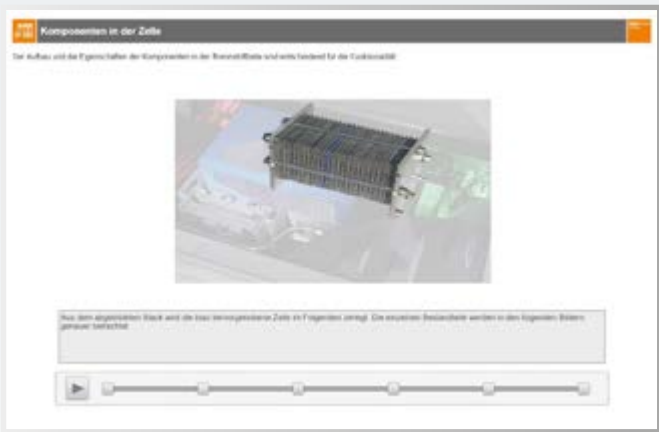 Komponenten in der Zelle
Der Aufbau und die Eigenschaften der Komponenten in der Brennstoffzelle sind entscheidend für die Funktionalität
Aus dem abgebildeten Stack wird die blau hervorgehobene Zelle im Folgenden zerlegt. Die einzelnen Bestandteile werden in den folgenden Bildern
genauer betrachtet